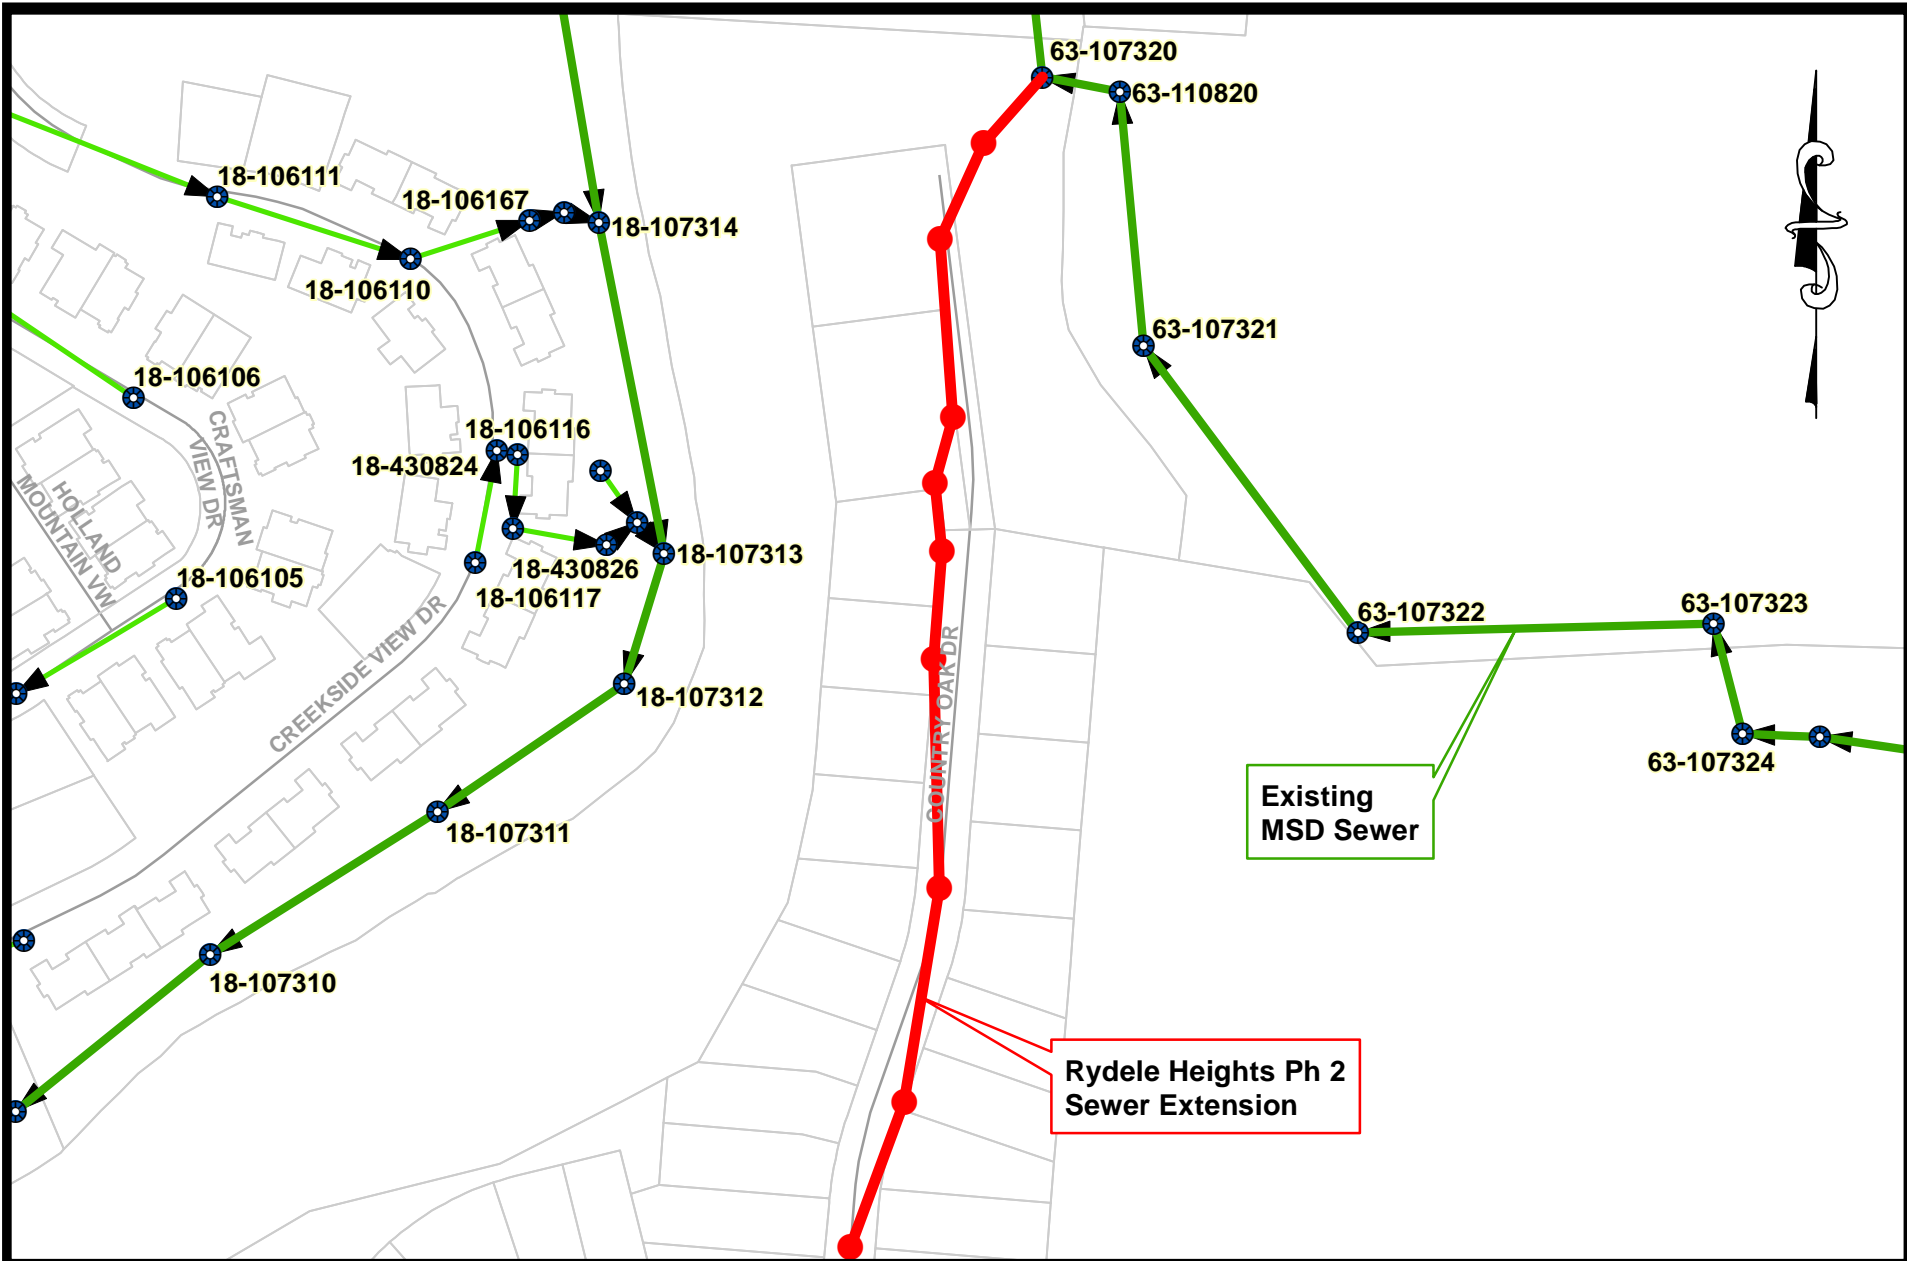 63-107320
63-110820
18-106111
18-106167
18-107314
18-106110
63-107321
18-106106
CRAFTSMAN
VIEW DR
18-106116
18-430824
HOLLAND
MOUNTAIN VW
18-107313
18-430826
18-106105
18-106117
63-107322
63-107323
COUNTRY OAK DR
CREEKSIDE VIEW DR
18-107312
63-107324
Existing
MSD Sewer
18-107311
18-107310
Rydele Heights Ph 2
Sewer Extension